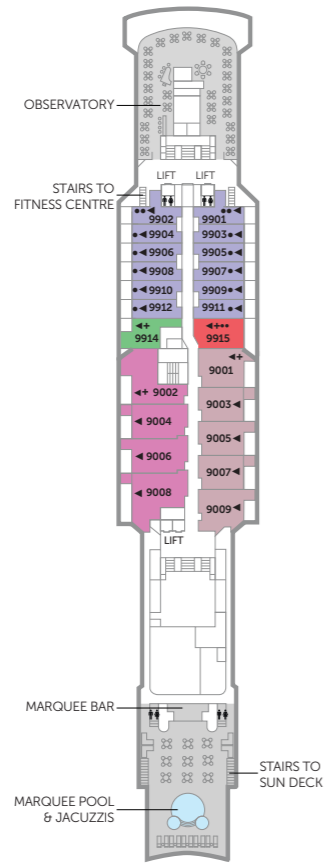 OBSERVATORY
LIFT LIFT
STAIRS TO
FITNESS CENTRE
9902 9901
9904 9903
9906 9905
9908 9907
9910 9909
9912 9911
9914 9915
9001
9002
9003
9004
9005
9006
9007
9008
9009
LIFT
MARQUEE BAR
STAIRS TO
SUN DECK
MARQUEE POOL
& JACUZZIS